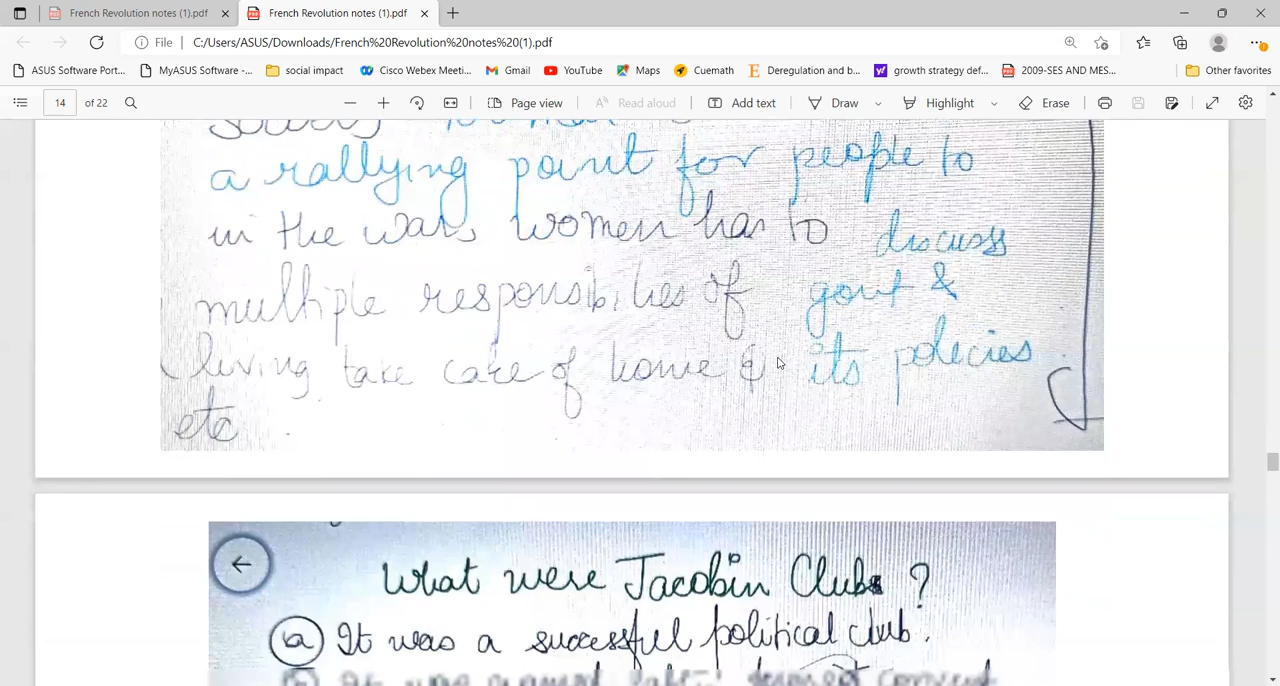 French Revolution notes (1).pdf
French Revolution notes (1).pdf
File | C:/Users/ASUS/Downloads/French%20Revolution%20notes%20(1).pdf
ASUS Software Port...
MyASUS Software -...
social impact
Cisco Webex Meeti...
Gmail
YouTube
Maps
Cuemath
Deregulation and b...
growth strategy def...
2009-SES AND MES...
Other favorites
14 of 22
Page view
Read aloud
Add text
Draw
Highlight
Erase
a rallying point for people to
in the wars women has to discuss
multiple responsibilies of govt &
living take care of home & its policies.
etc.
What were Jacobin Clubs ?
(a) It was a successful political club.